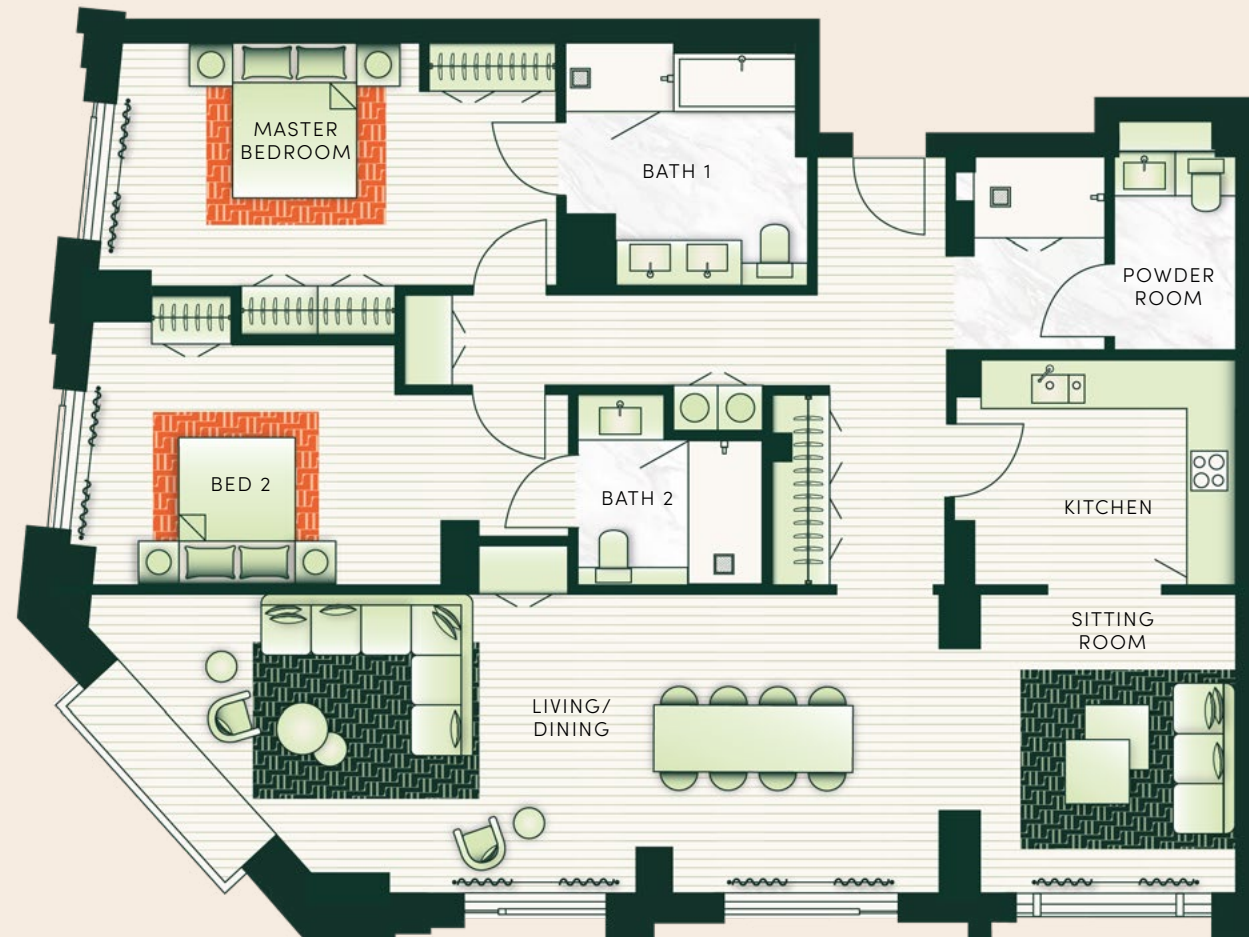 MASTER
BEDROOM
BATH 1
POWDER
ROOM
BED 2
BATH 2
KITCHEN
SITTING
ROOM
LIVING/
DINING